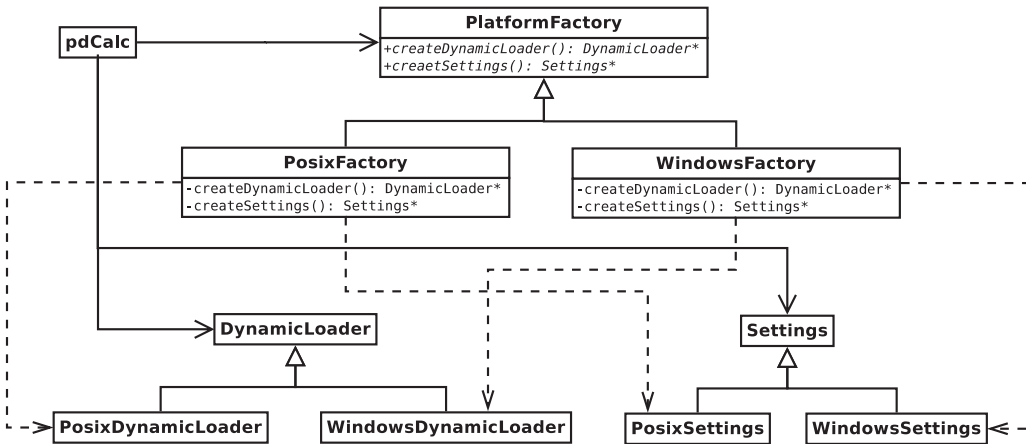 PlatformFactory
pdCalc
+createDynamicLoader(): DynamicLoader*
+creaetSettings(): Settings*
PosixFactory
-createDynamicLoader(): DynamicLoader*
-createSettings(): Settings*
WindowsFactory
-createDynamicLoader(): DynamicLoader*
-createSettings(): Settings*
DynamicLoader
Settings
PosixDynamicLoader
WindowsDynamicLoader
PosixSettings
WindowsSettings